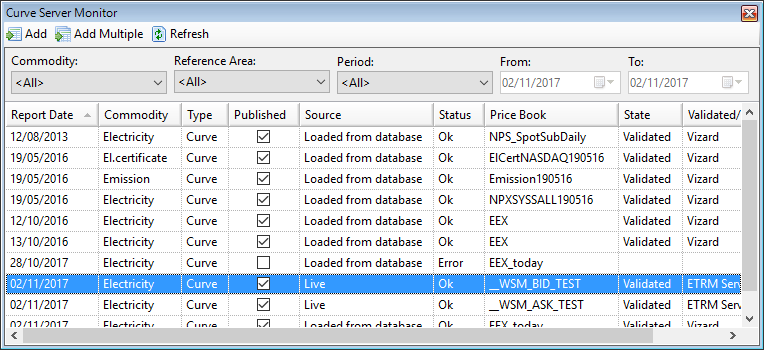 Curve Server Monitor
Add Add Multiple Refresh
Commodity: Reference Area: Period: From: To:
<All> <All> <All> 02/11/2017 02/11/2017
Report Date Commodity Type Published Source Status Price Book State Validated/
12/08/2013 Electricity Curve Loaded from database Ok NPS_SpotSubDaily Validated Vizard
19/05/2016 El.certificate Curve Loaded from database Ok ElCertNASDAQ190516 Validated Vizard
19/05/2016 Emission Curve Loaded from database Ok Emission190516 Validated Vizard
19/05/2016 Electricity Curve Loaded from database Ok NPXSYSSALL190516 Validated Vizard
12/10/2016 Electricity Curve Loaded from database Ok EEX Validated Vizard
13/10/2016 Electricity Curve Loaded from database Ok EEX Validated Vizard
28/10/2017 Electricity Curve Loaded from database Error EEX_today
02/11/2017 Electricity Curve Live Ok __WSM_BID_TEST Validated ETRM Serv
02/11/2017 Electricity Curve Live Ok __WSM_ASK_TEST Validated ETRM Serv
02/11/2017 Electricity Curve Loaded from database Ok EEX_today Validated Vizard